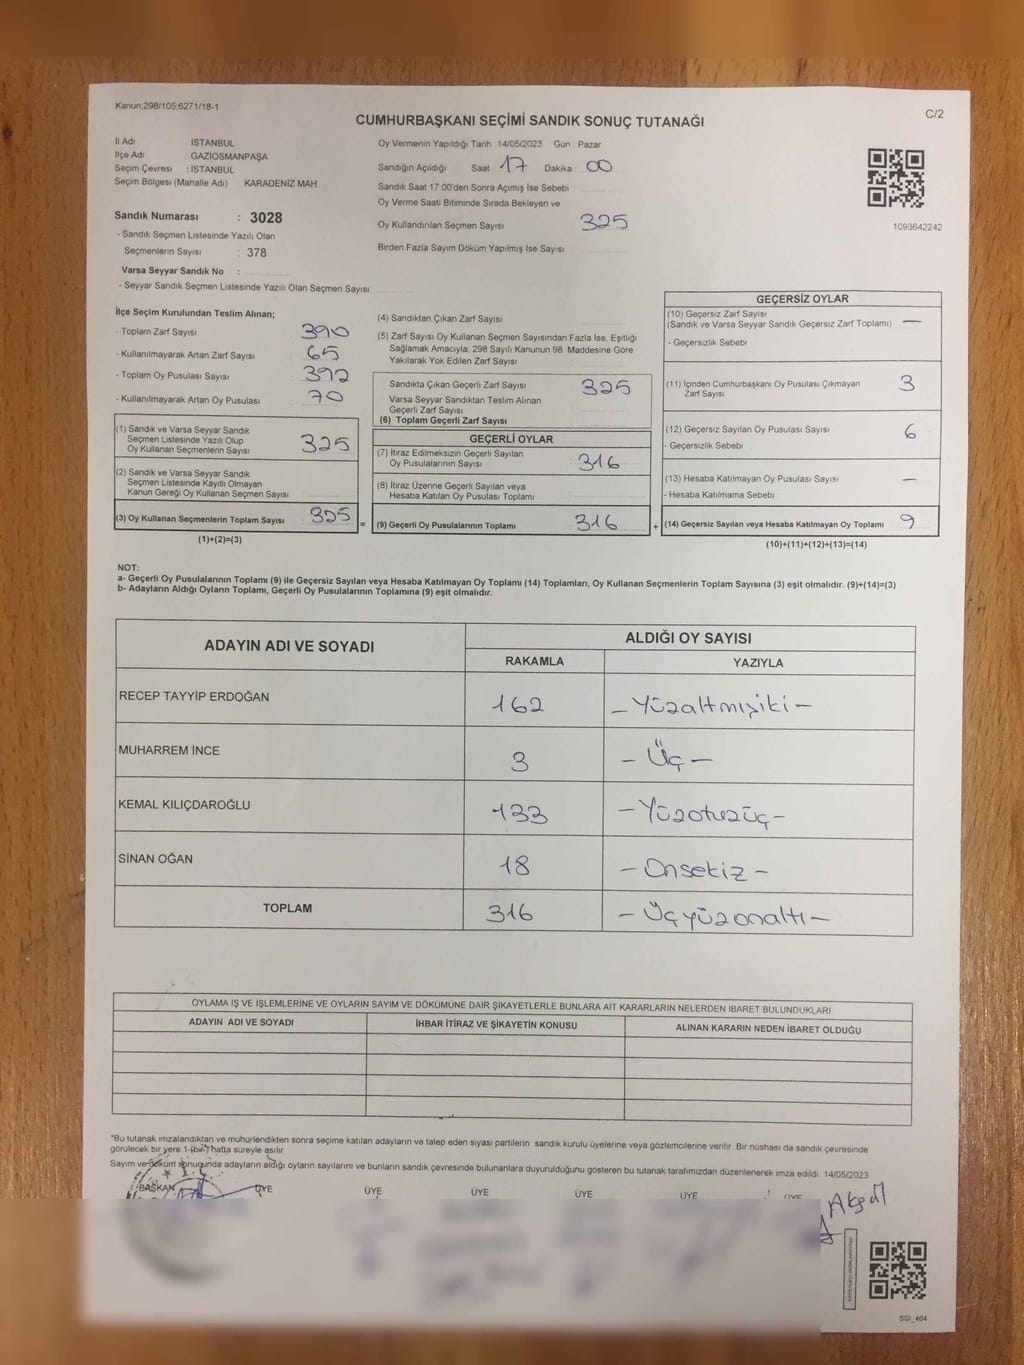 Kanun;298/105;6271/18-1
C/2
CUMHURBAŞKANI SEÇİMİ SANDIK SONUÇ TUTANAĞI
İl Adı : İSTANBUL
İlçe Adı GAZİOSMANPAŞA
Seçim Çevresi : İSTANBUL
Seçim Bölgesi (Mahalle Adı) KARADENİZ MAH.
Sandık Numarası : 3028
- Sandık Seçmen Listesinde Yazılı Olan
Seçmenlerin Sayısı : 378
Varsa Seyyar Sandık No :
- Seyyar Sandık Seçmen Listesinde Yazılı Olan Seçmen Sayısı:
Oy Vermenin Yapıldığı Tarih 14/05/2023 Gün : Pazar
Sandığın Açıldığı Saat 17 Dakika 00
Sandık Saat 17 00'den Sonra Açımış İse Sebebi
Oy Verme Saati Bitiminde Sırada Bekleyen ve
Oy Kullandırılan Seçmen Sayısı 325
Birden Fazla Sayım Döküm Yapılmış İse Sayısı
1093642242
İlçe Seçim Kurulundan Teslim Alınan;
- Toplam Zarf Sayısı 390
- Kullanılmayarak Artan Zarf Sayısı 65
- Toplam Oy Pusulası Sayısı 392
- Kullanılmayarak Artan Oy Pusulası 70
(1) Sandık ve Varsa Seyyar Sandık
Seçmen Listesinde Yazılı Olup
Oy Kullanan Seçmenlerin Sayısı 325
(2) Sandık ve Varsa Seyyar Sandık
Seçmen Listesinde Kayıtlı Olmayan
Kanun Gereği Oy Kullanan Seçmen Sayısı
(3) Oy Kullanan Seçmenlerin Toplam Sayısı 325
(1)+(2)=(3)
=
(4) Sandıktan Çıkan Zarf Sayısı
(5) Zarf Sayısı Oy Kullanan Seçmen Sayısından Fazla İse, Eşitliği
Sağlamak Amacıyla; 298 Sayılı Kanunun 98. Maddesine Göre
Yakılarak Yok Edilen Zarf Sayısı
Sandıkta Çıkan Geçerli Zarf Sayısı 325
Varsa Seyyar Sandıktan Teslim Alınan
Geçerli Zarf Sayısı
(6) Toplam Geçerli Zarf Sayısı
GEÇERLİ OYLAR
(7) İtiraz Edilmeksizin Geçerli Sayılan
Oy Pusulalarının Sayısı 316
(8) İtiraz Üzerine Geçerli Sayılan veya
Hesaba Katılan Oy Pusulası Toplamı
(9) Geçerli Oy Pusulalarının Toplamı 316
+
GEÇERSİZ OYLAR
(10) Geçersiz Zarf Sayısı
(Sandık ve Varsa Seyyar Sandık Geçersiz Zarf Toplamı) —
- Geçersizlik Sebebi
(11) İçinden Cumhurbaşkanı Oy Pusulası Çıkmayan
Zarf Sayısı 3
(12) Geçersiz Sayılan Oy Pusulası Sayısı 6
- Geçersizlik Sebebi
(13) Hesaba Katılmayan Oy Pusulası Sayısı —
- Hesaba Katılmama Sebebi
(14) Geçersiz Sayılan veya Hesaba Katılmayan Oy Toplamı 9
(10)+(11)+(12)+(13)=(14)
NOT:
a- Geçerli Oy Pusulalarının Toplamı (9) ile Geçersiz Sayılan veya Hesaba Katılmayan Oy Toplamı (14) Toplamları, Oy Kullanan Seçmenlerin Toplam Sayısına (3) eşit olmalıdır. (9)+(14)=(3)
b- Adayların Aldığı Oyların Toplamı, Geçerli Oy Pusulalarının Toplamına (9) eşit olmalıdır.
ADAYIN ADI VE SOYADI
ALDIĞI OY SAYISI
RAKAMLA YAZIYLA
RECEP TAYYİP ERDOĞAN 162 – Yüzaltmışiki –
MUHARREM İNCE 3 – Üç –
KEMAL KILIÇDAROĞLU 133 – Yüzotuzüç –
SİNAN OĞAN 18 – Onsekiz –
TOPLAM 316 – Üçyüzonaltı –
OYLAMA İŞ VE İŞLEMLERİNE VE OYLARIN SAYIM VE DÖKÜMÜNE DAİR ŞİKAYETLERLE BUNLARA AİT KARARLARIN NELERDEN İBARET BULUNDUKLARI
ADAYIN ADI VE SOYADI İHBAR İTİRAZ VE ŞİKAYETİN KONUSU ALINAN KARARIN NEDEN İBARET OLDUĞU
*Bu tutanak imzalandıktan ve mühürlendikten sonra seçime katılan adayların ve talep eden siyasi partilerin sandık kurulu üyelerine veya gözlemcilerine verilir. Bir nüshası da sandık çevresinde
görülecek bir yere 1 (bir) hafta süreyle asılır
Sayım ve döküm sonucunda adayların aldığı oyların sayılarını ve bunların sandık çevresinde bulunanlara duyurulduğunu gösteren bu tutanak tarafımızdan düzenlenerek imza edildi. 14/05/2023
BAŞKAN ÜYE ÜYE ÜYE ÜYE ÜYE ÜYE
SSİ_404